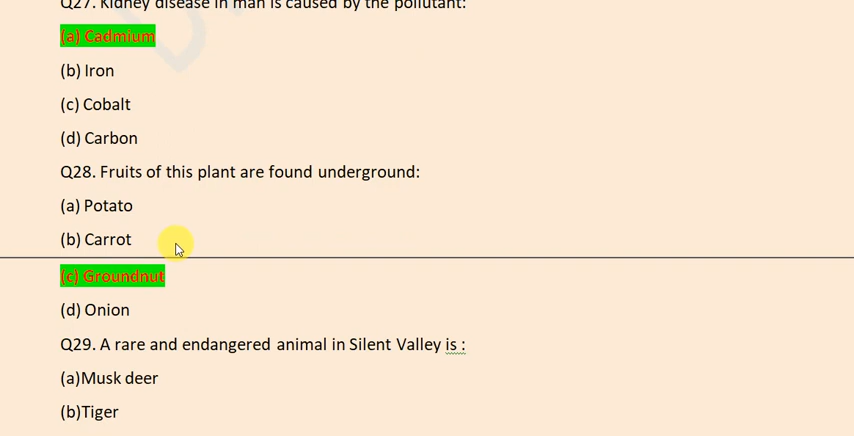 Q27. Kidney disease in man is caused by the pollutant:
(a) Cadmium
(b) Iron
(c) Cobalt
(d) Carbon
Q28. Fruits of this plant are found underground:
(a) Potato
(b) Carrot
(c) Groundnut
(d) Onion
Q29. A rare and endangered animal in Silent Valley is :
(a)Musk deer
(b)Tiger